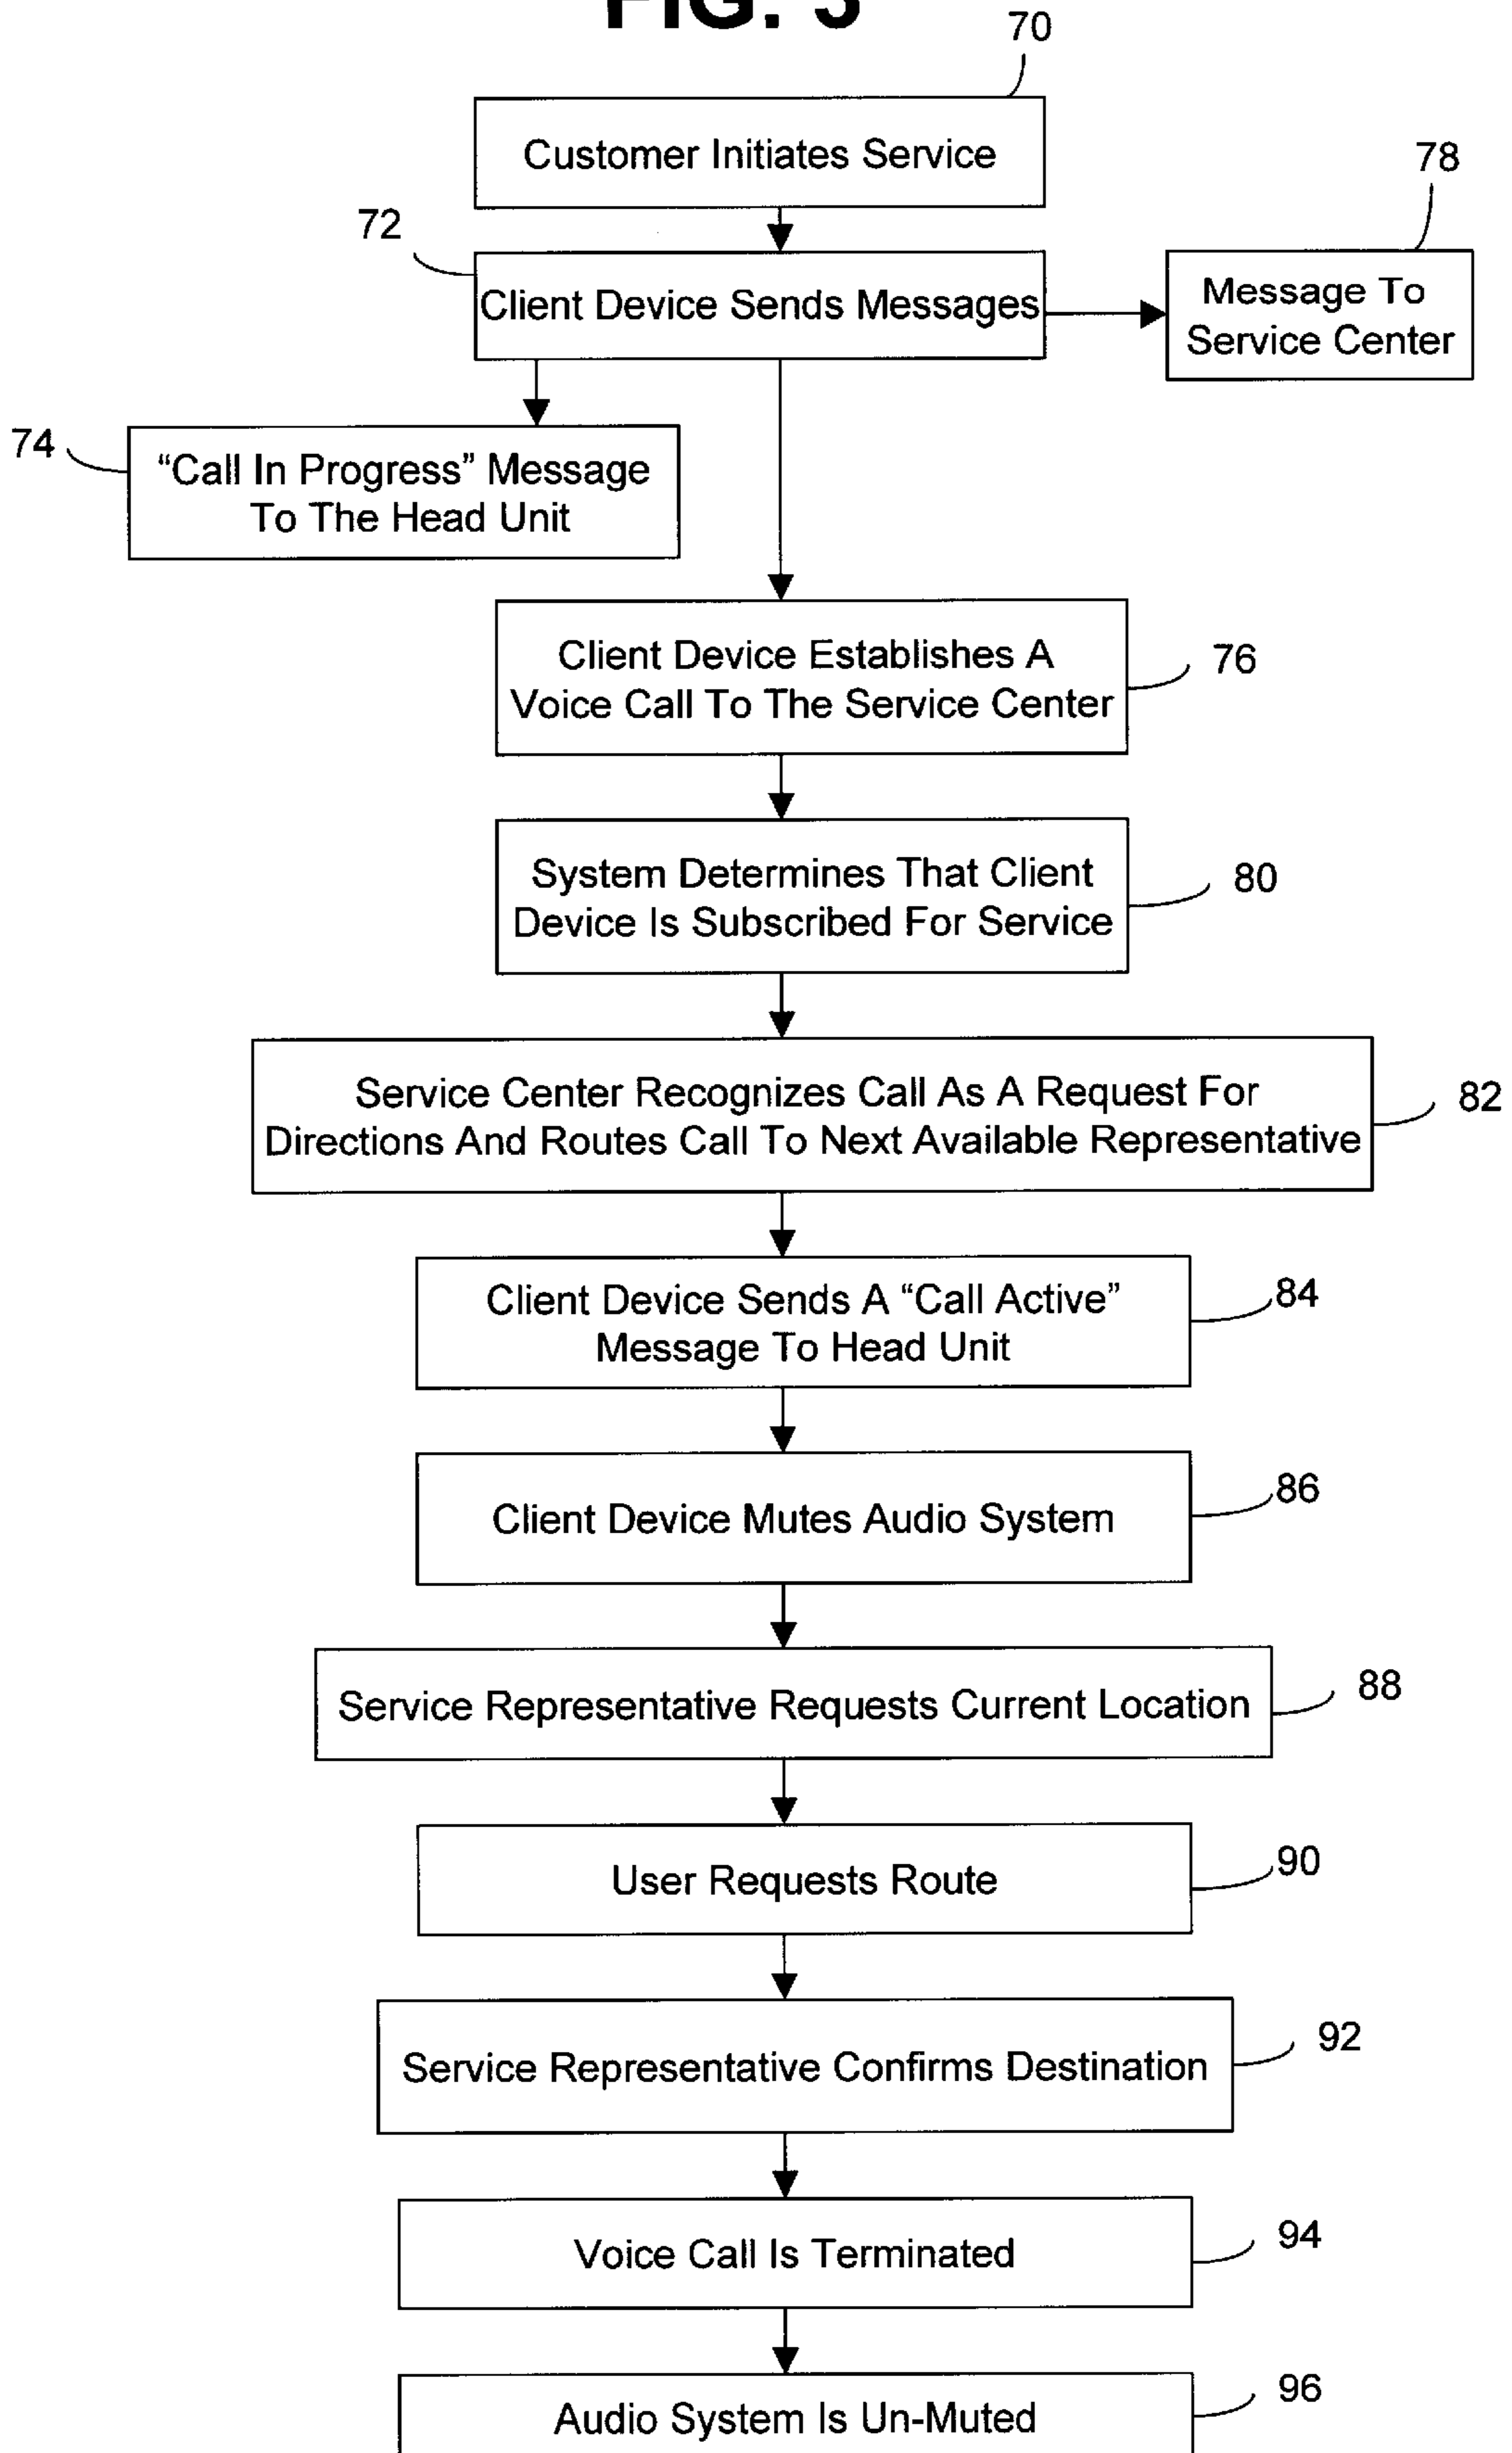 FIG. 3
70
Customer Initiates Service
78
72
Client Device Sends Messages
Message To
Service Center
74
“Call In Progress” Message
To The Head Unit
Client Device Establishes A
Voice Call To The Service Center
76
System Determines That Client
Device Is Subscribed For Service
80
Service Center Recognizes Call As A Request For
Directions And Routes Call To Next Available Representative
82
Client Device Sends A “Call Active”
Message To Head Unit
84
Client Device Mutes Audio System
86
Service Representative Requests Current Location
88
User Requests Route
90
Service Representative Confirms Destination
92
Voice Call Is Terminated
94
Audio System Is Un-Muted
96